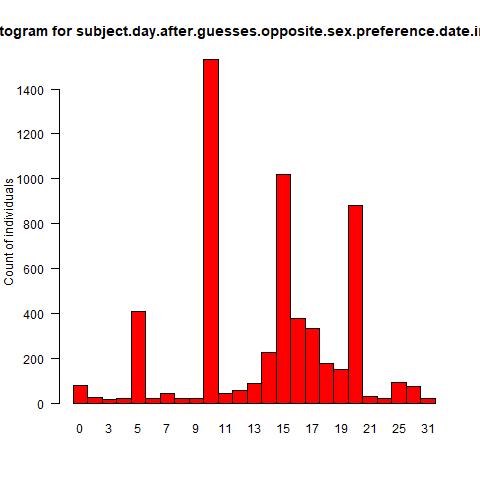 togram for subject.day.after.guesses.opposite.sex.preference.date.in
Count of individuals
1400
1200
1000
800
600
400
200
0
0 3 5 7 9 11 13 15 17 19 21 25 31